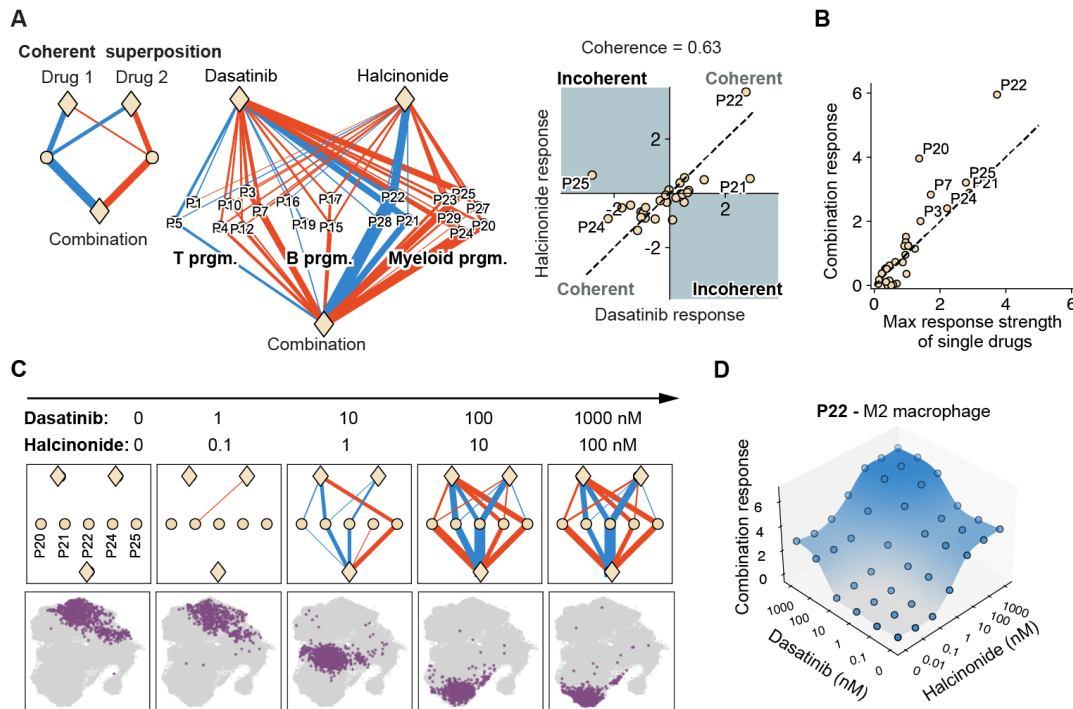 A
Coherent superposition
Drug 1 Drug 2
Combination
Dasatinib Halcinonide
P1
P5
P3
P10
P7
P4 P12
P16
P17
P19 P15
P22
P28 P21
P25
P23
P27
P29
P20
P24
T prgm. B prgm. Myeloid prgm.
Combination
Coherence = 0.63
Incoherent Coherent
P22
2
P25
P21
-2 2
P24
-2
Coherent Incoherent
Halcinonide response
Dasatinib response
B
Combination response
6
4
2
0
P22
P20
P25
P7 P21
P3 P24
0 2 4 6
Max response strength
of single drugs
C
Dasatinib: 0 1 10 100 1000 nM
Halcinonide: 0 0.1 1 10 100 nM
P20 P21 P22 P24 P25
D
P22 - M2 macrophage
Combination response
6
4
2
0
1000
100
10
1
0.1
0
Dasatinib (nM)
0
0.01
0.1
1
10
100
1000
Halcinonide (nM)